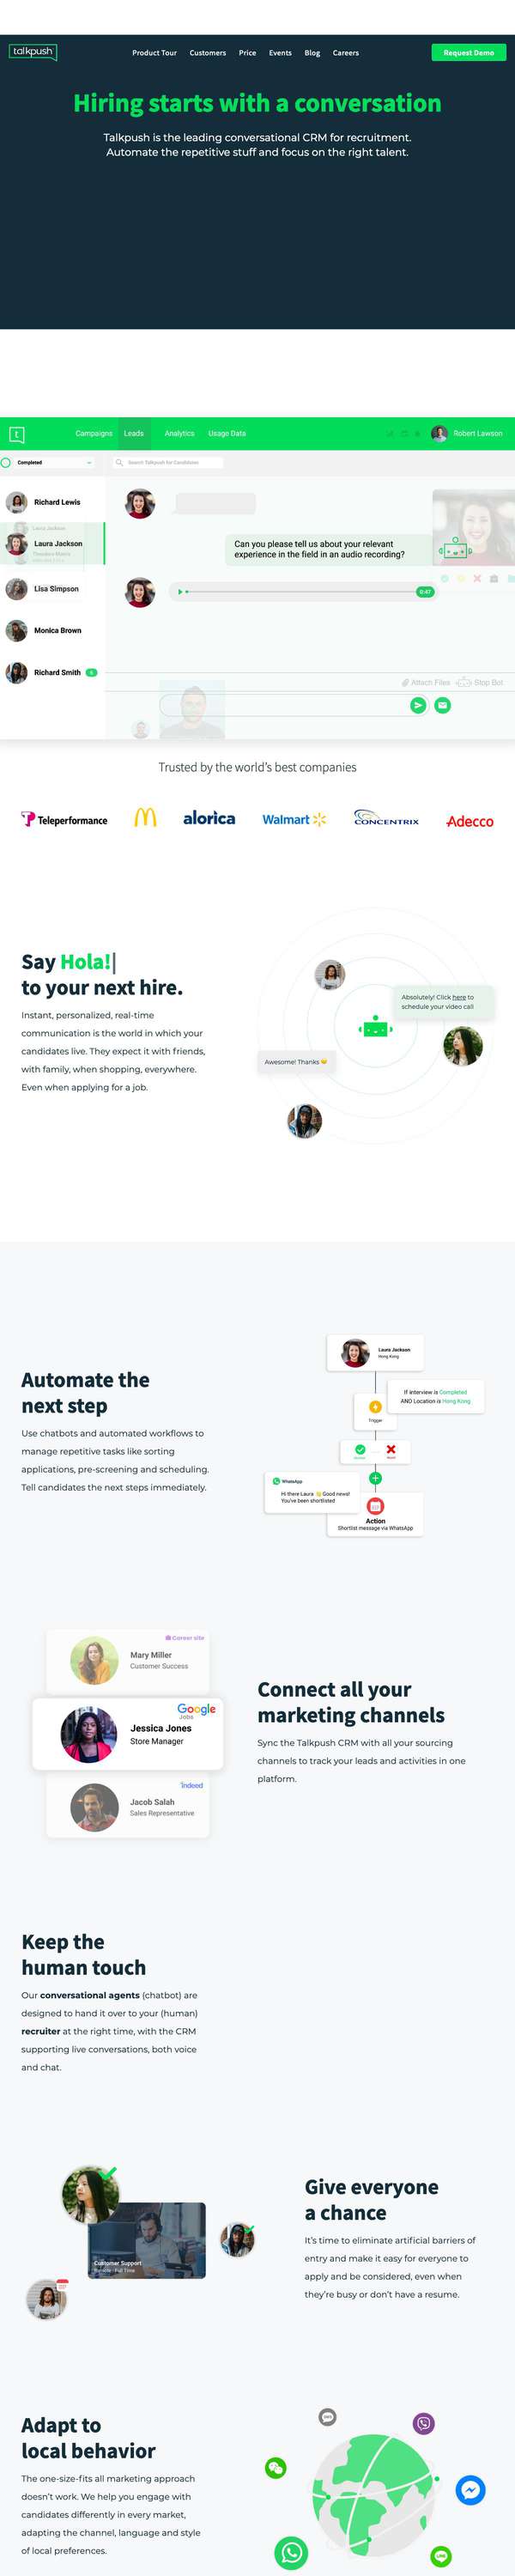 talkpush
Product Tour Customers Price Events Blog Careers
Request Demo
Hiring starts with a conversation
Talkpush is the leading conversational CRM for recruitment.
Automate the repetitive stuff and focus on the right talent.
t
Campaigns Leads Analytics Usage Data
Robert Lawson
Completed
Search Talkpush for Candidates
Richard Lewis
Laura Jackson
Can you please tell us about your relevant
experience in the field in an audio recording?
Lisa Simpson
0:47
Monica Brown
Richard Smith
Attach Files
Stop Bot
Trusted by the world's best companies
Teleperformance
alorica
Walmart
CONCENTRIX
Adecco
Say Hola!
to your next hire.
Instant, personalized, real-time
communication is the world in which your
candidates live. They expect it with friends,
with family, when shopping, everywhere.
Even when applying for a job.
Absolutely! Click here to
schedule your video call
Awesome! Thanks
Automate the
next step
Use chatbots and automated workflows to
manage repetitive tasks like sorting
applications, pre-screening and scheduling.
Tell candidates the next steps immediately.
Laura Jackson
Hong Kong
If interview is Completed
AND Location is Hong Kong
Trigger
WhatsApp
Hi there Laura 👋 Good news!
You've been shortlisted
Action
Shortlist message via WhatsApp
Career site
Mary Miller
Customer Success
Google
Jobs
Jessica Jones
Store Manager
indeed
Jacob Salah
Sales Representative
Connect all your
marketing channels
Sync the Talkpush CRM with all your sourcing
channels to track your leads and activities in one
platform.
Keep the
human touch
Our conversational agents (chatbot) are
designed to hand it over to your (human)
recruiter at the right time, with the CRM
supporting live conversations, both voice
and chat.
Customer Support
Full Time
Give everyone
a chance
It's time to eliminate artificial barriers of
entry and make it easy for everyone to
apply and be considered, even when
they're busy or don't have a resume.
Adapt to
local behavior
The one-size-fits all marketing approach
doesn't work. We help you engage with
candidates differently in every market,
adapting the channel, language and style
of local preferences.